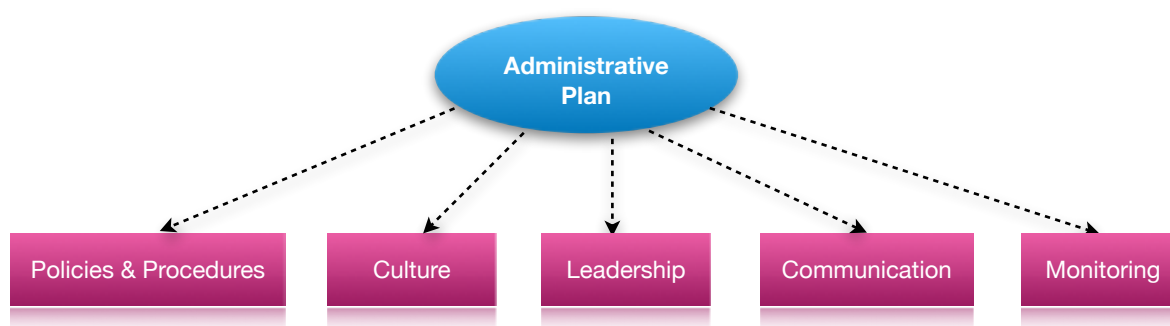 Administrative
Plan
Policies & Procedures
Culture
Leadership
Communication
Monitoring